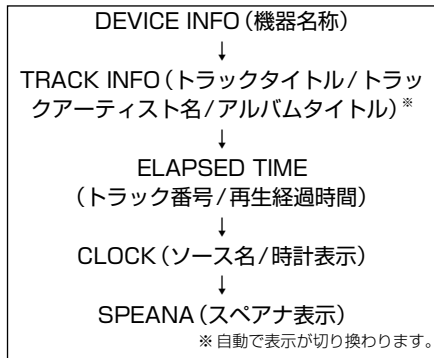 DEVICE INFO（機器名称）
↓
TRACK INFO（トラックタイトル/トラッ
クアーティスト名/アルバムタイトル）※
↓
ELAPSED TIME
（トラック番号/再生経過時間）
↓
CLOCK（ソース名/時計表示）
↓
SPEANA（スペアナ表示）
※自動で表示が切り換わります。